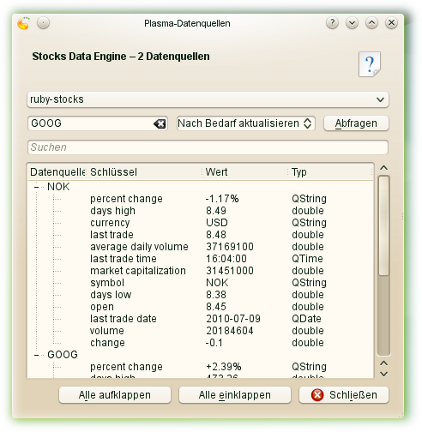 Plasma-Datenquellen
Stocks Data Engine – 2 Datenquellen
ruby-stocks
GOOG Nach Bedarf aktualisieren Abfragen
Suchen
Datenquelle Schlüssel Wert Typ
NOK
percent change -1.17% QString
days high 8.49 double
currency USD QString
last trade 8.48 double
average daily volume 37169100 double
last trade time 16:04:00 QTime
market capitalization 31451000 double
symbol NOK QString
days low 8.38 double
open 8.45 double
last trade date 2010-07-09 QDate
volume 20184604 double
change -0.1 double
GOOG
percent change +2.39% QString
days high double
Alle aufklappen Alle einklappen Schließen